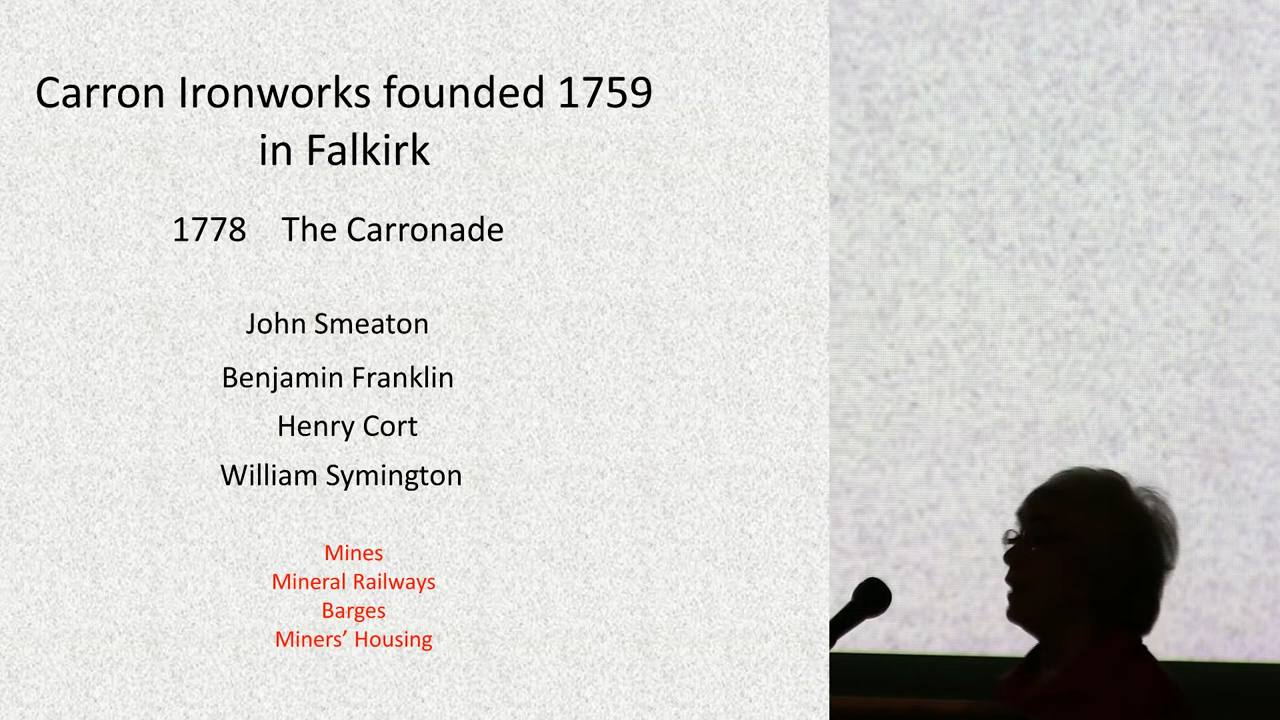 Carron Ironworks founded 1759
in Falkirk
1778 The Carronade
John Smeaton
Benjamin Franklin
Henry Cort
William Symington
Mines
Mineral Railways
Barges
Miners’ Housing